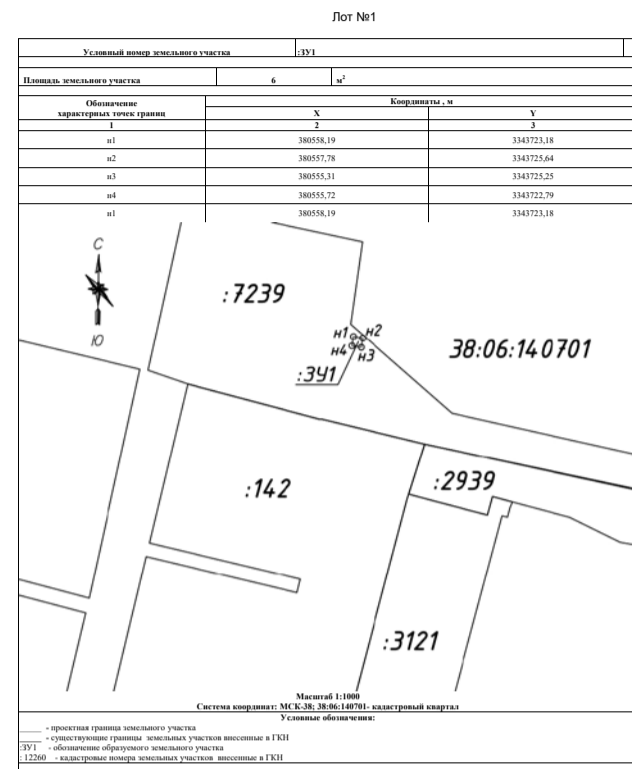 Лот №1
Условный номер земельного участка :ЗУ1
Площадь земельного участка 6 м²
Обозначение характерных точек границ Координаты , м
X Y
1 2 3
н1 380558,19 3343723,18
н2 380557,78 3343725,64
н3 380555,31 3343725,25
н4 380555,72 3343722,79
н1 380558,19 3343723,18
С
Ю
:7239
н1 н2
н4 н3
:ЗУ1
38:06:140701
:142
:2939
:3121
Масштаб 1:1000
Система координат: МСК-38; 38:06:140701- кадастровый квартал
Условные обозначения:
- проектная граница земельного участка
- существующие границы земельных участков внесенные в ГКН
:ЗУ1 - обозначение образуемого земельного участка
: 12260 - кадастровые номера земельных участков внесенные в ГКН